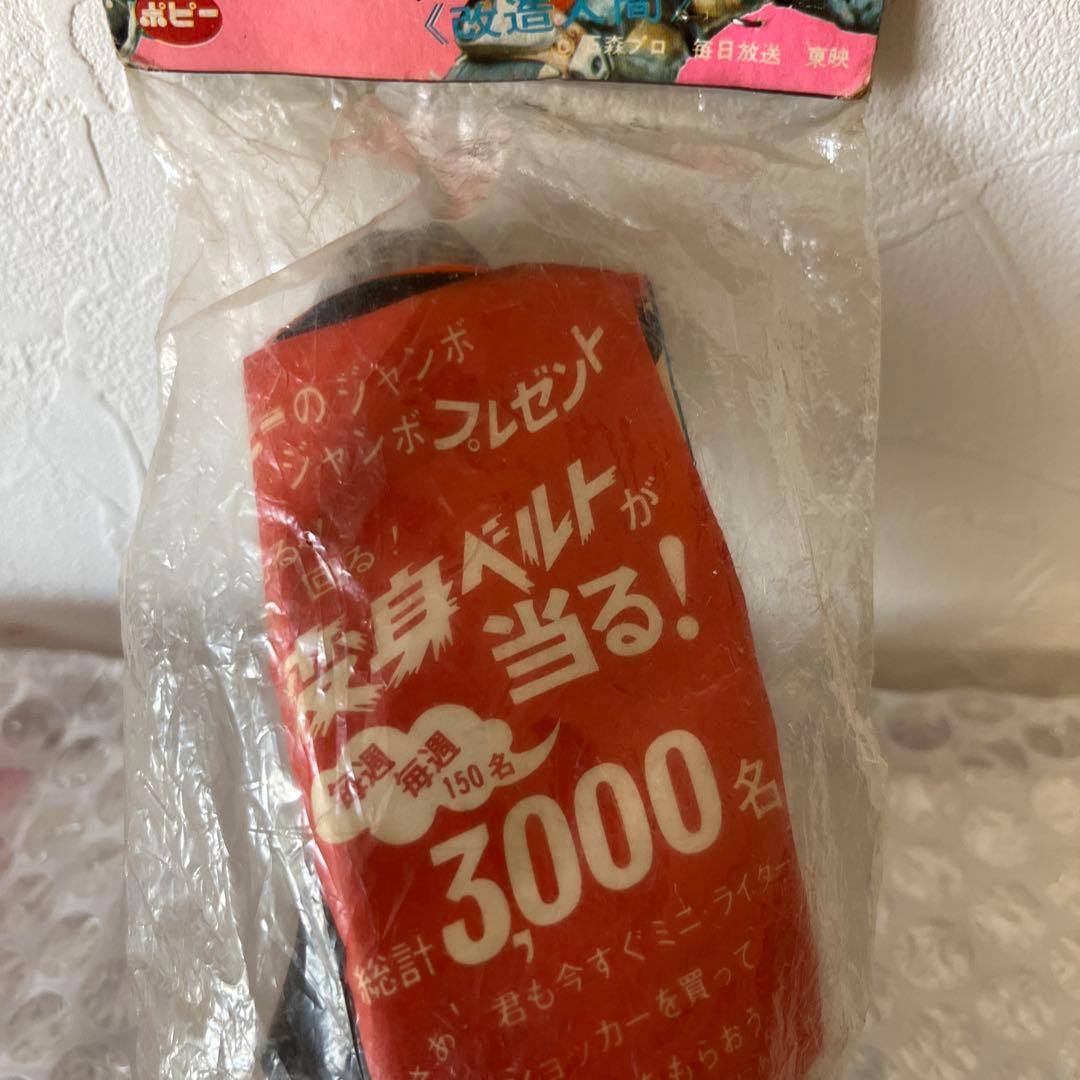 ポピー
《改造人間》
©石森プロ 毎日放送 東映
ーのジャンボ
ジャンボプレゼント
る!
回る!
変身ベルトが
当る!
毎週 毎週
150名
総計 3,000名
君も今すぐミニ・ライダー
ショッカーを買って
もらおう